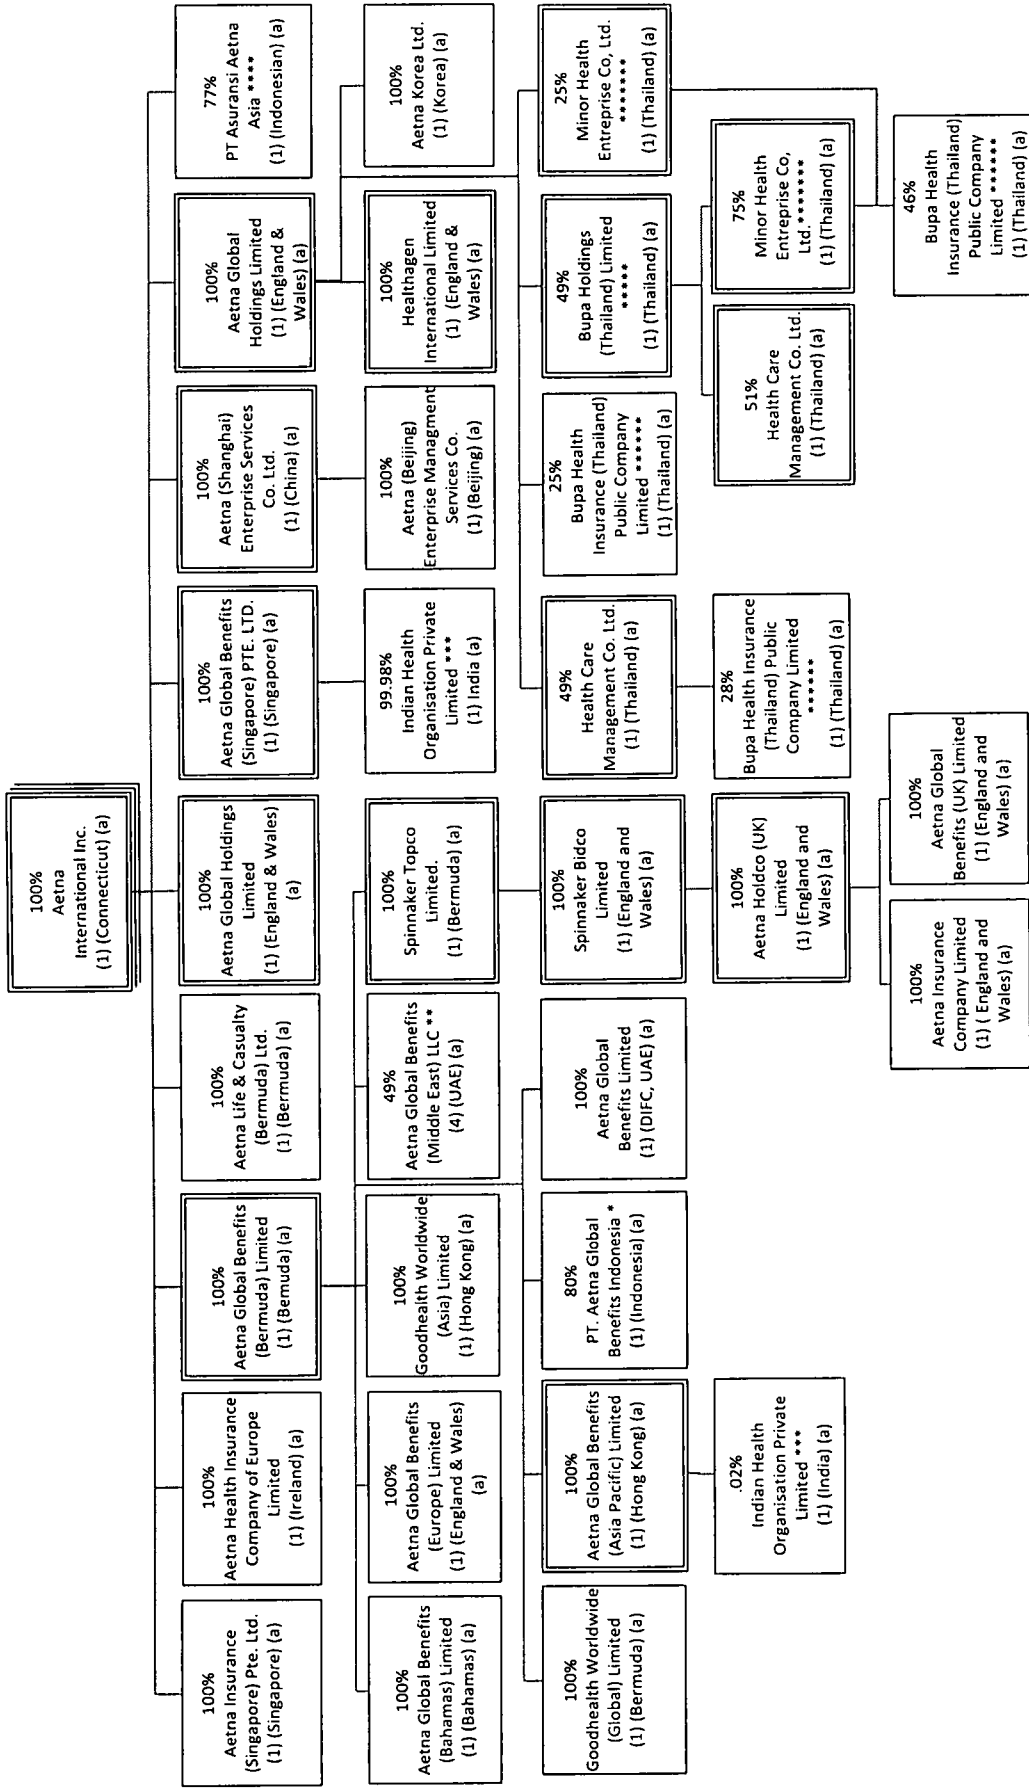 100%
Aetna
International Inc.
(1) (Connecticut) (a)
100%
Aetna Insurance
(Singapore) Pte. Ltd.
(1) (Singapore) (a)
100%
Aetna Health Insurance
Company of Europe
Limited
(1) (Ireland) (a)
100%
Aetna Global Benefits
(Bermuda) Limited
(1) (Bermuda) (a)
100%
Aetna Life & Casualty
(Bermuda) Ltd.
(1) (Bermuda) (a)
100%
Aetna Global Holdings
Limited
(1) (England & Wales)
(a)
100%
Aetna Global Benefits
(Singapore) PTE. LTD.
(1) (Singapore) (a)
100%
Aetna (Shanghai)
Enterprise Services
Co. Ltd.
(1) (China) (a)
100%
Aetna Global
Holdings Limited
(1) (England &
Wales) (a)
77%
PT Asuransi Aetna
Asia ****
(1) (Indonesian) (a)
100%
Aetna Global Benefits
(Bahamas) Limited
(1) (Bahamas) (a)
100%
Aetna Global Benefits
(Europe) Limited
(1) (England & Wales)
(a)
100%
Goodhealth Worldwide
(Asia) Limited
(1) (Hong Kong) (a)
49%
Aetna Global Benefits
(Middle East) LLC **
(4) (UAE) (a)
100%
Spinnaker Topco
Limited.
(1) (Bermuda) (a)
99.98%
Indian Health
Organisation Private
Limited ***
(1) India (a)
100%
Aetna (Beijing)
Enterprise Managment
Services Co.
(1) (Beijing) (a)
100%
Healthagen
International Limited
(1) (England &
Wales) (a)
100%
Aetna Korea Ltd.
(1) (Korea) (a)
100%
Goodhealth Worldwide
(Global) Limited
(1) (Bermuda) (a)
100%
Aetna Global Benefits
(Asia Pacific) Limited
(1) (Hong Kong) (a)
80%
PT. Aetna Global
Benefits Indonesia *
(1) (Indonesia) (a)
100%
Aetna Global
Benefits Limited
(1) (DIFC, UAE) (a)
100%
Spinnaker Bidco
Limited
(1) (England and
Wales) (a)
49%
Health Care
Management Co. Ltd.
(1) (Thailand) (a)
25%
Bupa Health
Insurance (Thailand)
Public Company
Limited *******
(1) (Thailand) (a)
49%
Bupa Holdings
(Thailand) Limited
*****
(1) (Thailand) (a)
25%
Minor Health
Entreprise Co, Ltd.
********
(1) (Thailand) (a)
.02%
Indian Health
Organisation Private
Limited ***
(1) (India) (a)
100%
Aetna Holdco (UK)
Limited
(1) (England and
Wales) (a)
28%
Bupa Health Insurance
(Thailand) Public
Company Limited
******
(1) (Thailand) (a)
51%
Health Care
Management Co. Ltd.
(1) (Thailand) (a)
75%
Minor Health
Entreprise Co,
Ltd.********
(1) (Thailand) (a)
100%
Aetna Insurance
Company Limited
(1) ( England and
Wales) (a)
100%
Aetna Global
Benefits (UK) Limited
(1) (England and
Wales) (a)
46%
Bupa Health
Insurance (Thailand)
Public Company
Limited ******
(1) (Thailand) (a)